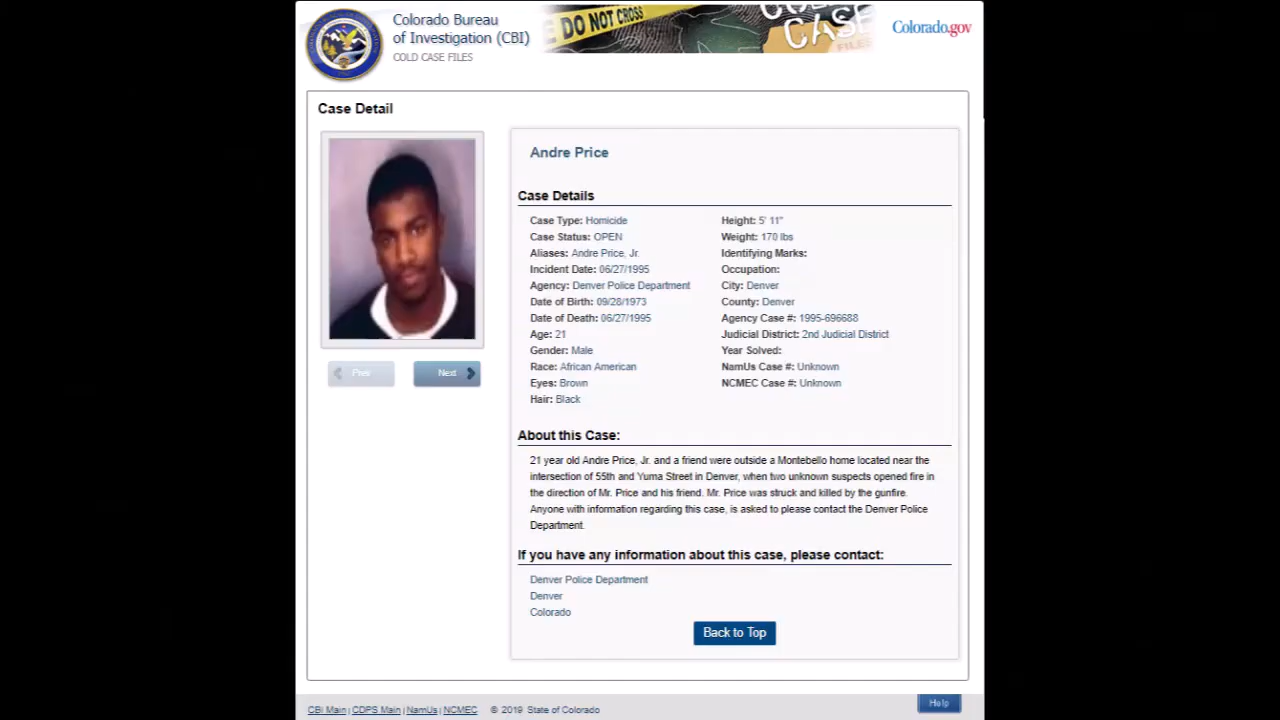 Colorado Bureau
of Investigation (CBI)
COLD CASE FILES
DO NOT CROSS
COLD
CASE
FILES
Colorado.gov
Case Detail
Andre Price
Case Details
Case Type: Homicide
Case Status: OPEN
Aliases: Andre Price, Jr.
Incident Date: 06/27/1995
Agency: Denver Police Department
Date of Birth: 09/28/1973
Date of Death: 06/27/1995
Age: 21
Gender: Male
Race: African American
Eyes: Brown
Hair: Black
Height: 5' 11"
Weight: 170 lbs
Identifying Marks:
Occupation:
City: Denver
County: Denver
Agency Case #: 1995-696688
Judicial District: 2nd Judicial District
Year Solved:
NamUs Case #: Unknown
NCMEC Case #: Unknown
Prev
Next
About this Case:
21 year old Andre Price, Jr. and a friend were outside a Montebello home located near the
intersection of 55th and Yuma Street in Denver, when two unknown suspects opened fire in
the direction of Mr. Price and his friend. Mr. Price was struck and killed by the gunfire.
Anyone with information regarding this case, is asked to please contact the Denver Police
Department.
If you have any information about this case, please contact:
Denver Police Department
Denver
Colorado
Back to Top
CBI Main | CDPS Main | NamUs | NCMEC © 2019 State of Colorado
Help